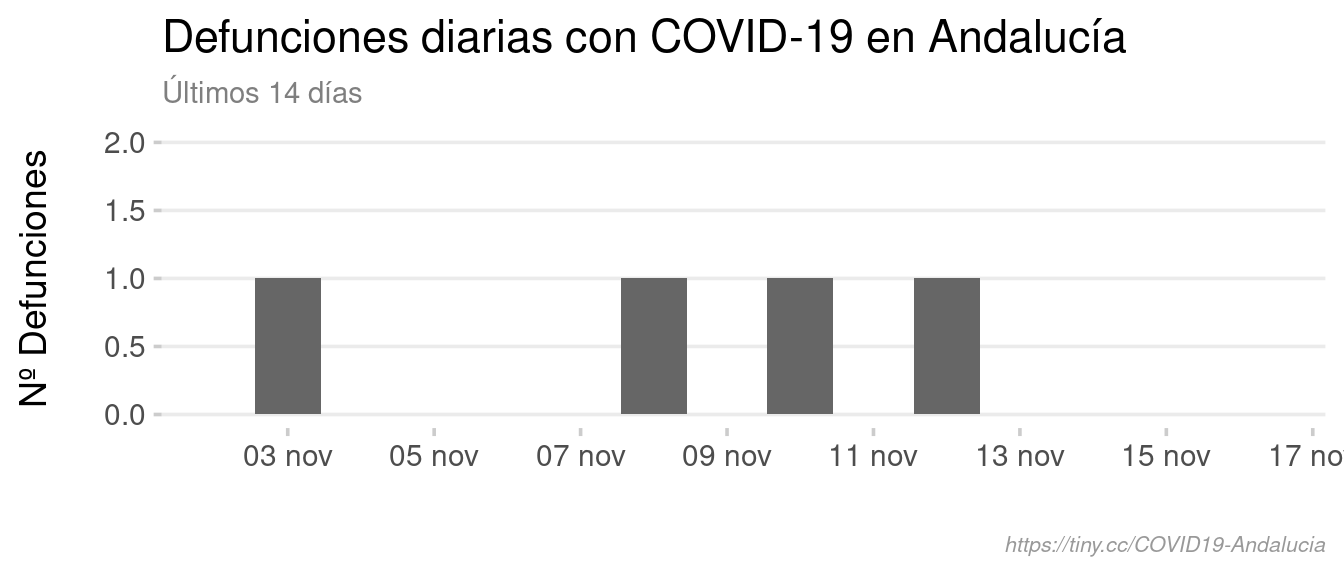 Defunciones diarias con COVID-19 en Andalucía
Últimos 14 días
Nº Defunciones
2.0
1.5
1.0
0.5
0.0
03 nov 05 nov 07 nov 09 nov 11 nov 13 nov 15 nov 17 no
https://tiny.cc/COVID19-Andalucia